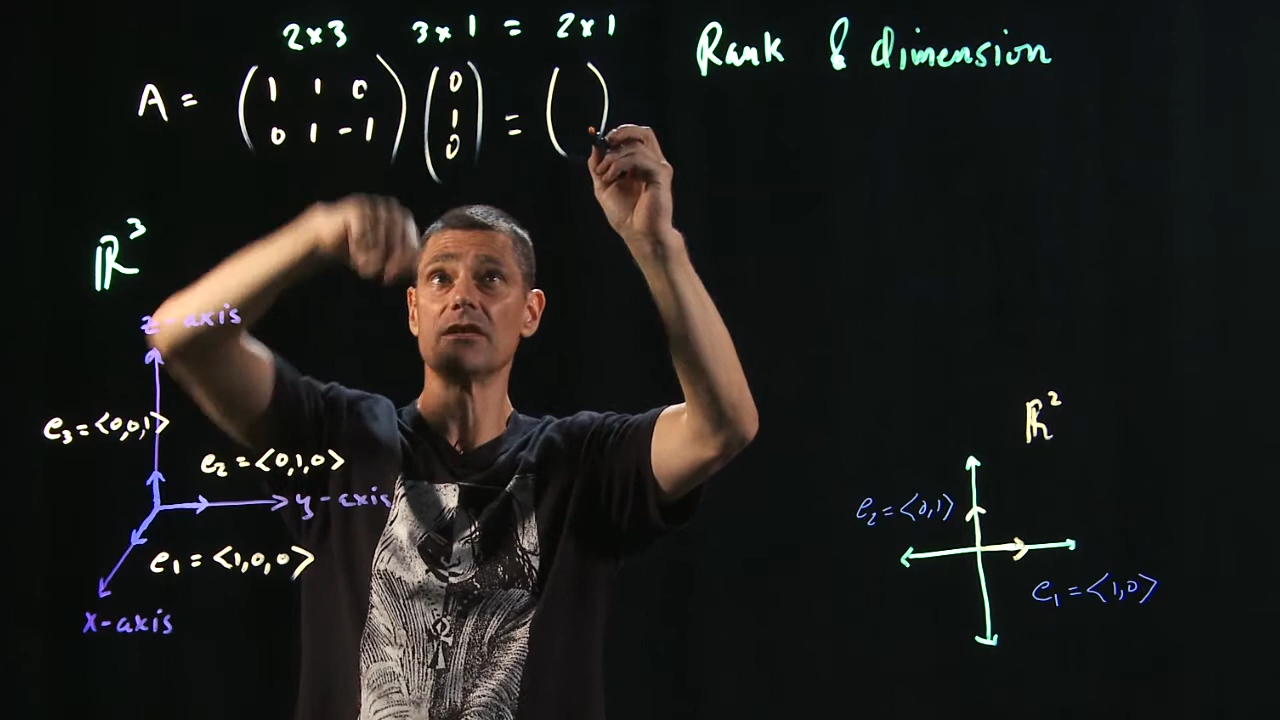 2x3 3x1 = 2x1
Rank & dimension
A = ( 1 1 0 ) ( 0 ) = ( )
( 0 1 -1 ) ( 1 )
( 0 )
ℝ³
z-axis
e₃ = <0,0,1>
e₂ = <0,1,0>
y-axis
e₁ = <1,0,0>
x-axis
ℝ²
e₂ = <0,1>
e₁ = <1,0>